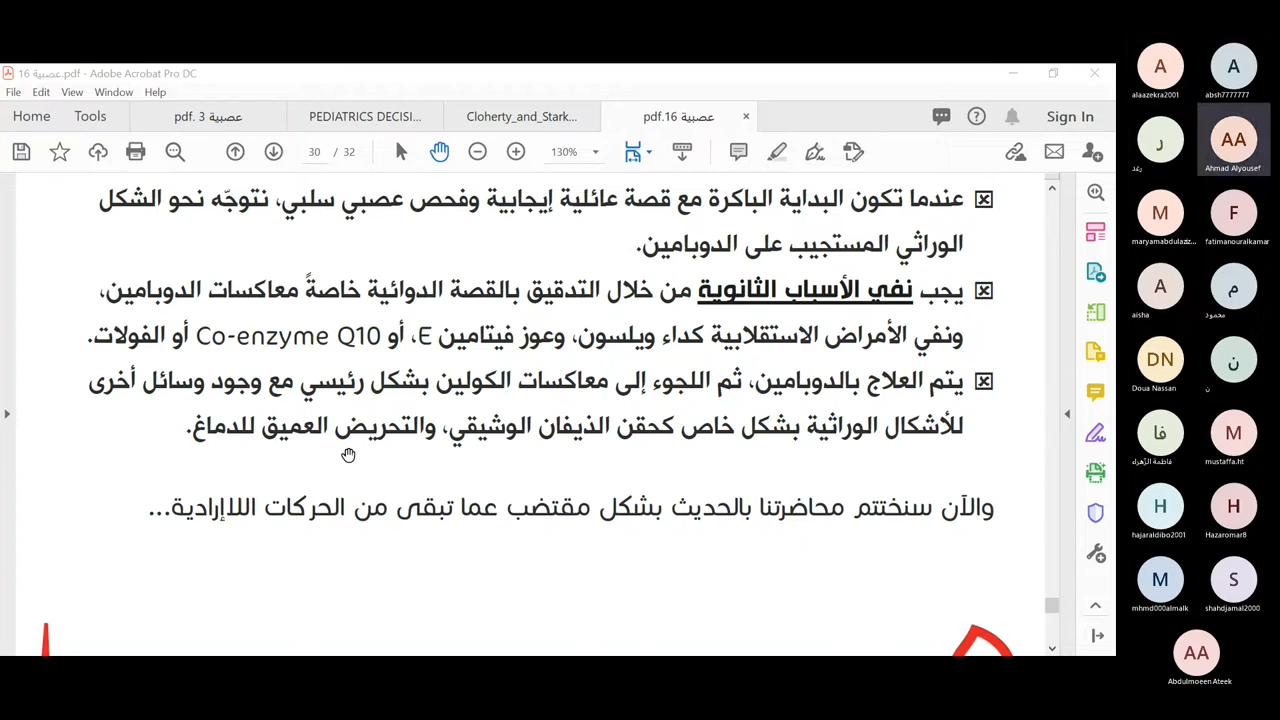 عصبية 16.pdf - Adobe Acrobat Pro DC
File Edit View Window Help
Home Tools عصبية 3 .pdf PEDIATRICS DECISI... Cloherty_and_Stark... عصبية 16.pdf × Sign In
30 / 32 130%
عندما تكون البداية الباكرة مع قصة عائلية إيجابية وفحص عصبي سلبي، نتوجّه نحو الشكل
الوراثي المستجيب على الدوبامين.
يجب نفي الأسباب الثانوية من خلال التدقيق بالقصة الدوائية خاصةً معاكسات الدوبامين،
ونفي الأمراض الاستقلابية كداء ويلسون، وعوز فيتامين E، أو Co-enzyme Q10 أو الفولات.
يتم العلاج بالدوبامين، ثم اللجوء إلى معاكسات الكولين بشكل رئيسي مع وجود وسائل أخرى
للأشكال الوراثية بشكل خاص كحقن الذيفان الوشيقي، والتحريض العميق للدماغ.
والآن سنختتم محاضرتنا بالحديث بشكل مقتضب عما تبقى من الحركات اللاإرادية...
A
alaazekra2001
A
absh7777777
ر
رغد
AA
Ahmad Alyousef
M
maryamabdulaziz...
F
fatimanouralkamar
A
aisha
م
محمود
DN
Doua Nassan
ن
ن
فا
فاطمة الزهراء
M
mustaffa.ht
H
hajaraldibo2001
H
Hazaromar8
M
mhmd000almalk
S
shahdjamal2000
AA
Abdulmoeen Ateek